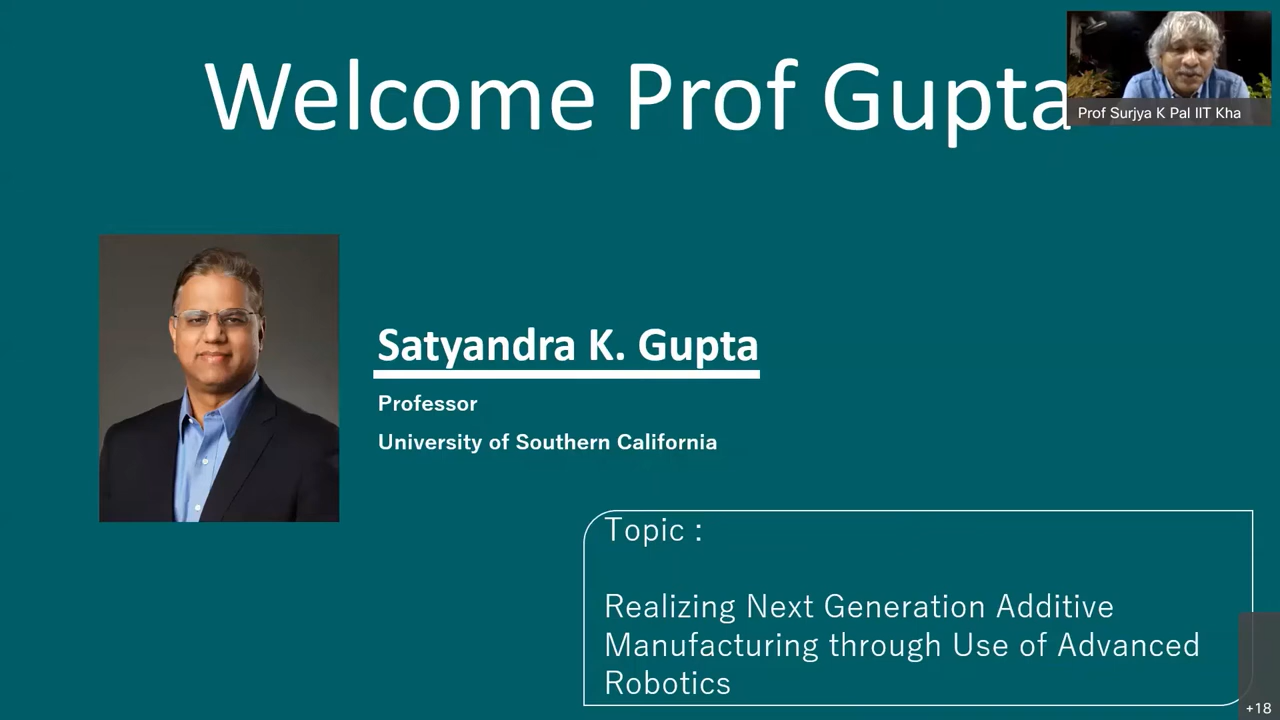 Welcome Prof Gupta
Prof Surjya K Pal IIT Kha
Satyandra K. Gupta
Professor
University of Southern California
Topic :
Realizing Next Generation Additive
Manufacturing through Use of Advanced
Robotics
+18